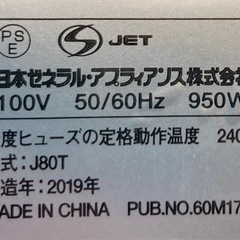 PS
E
JET
日本ゼネラル・アプライアンス株式会
100V 50/60Hz 950W
度ヒューズの定格動作温度 240
式：J80T
造年：2019年
MADE IN CHINA PUB.NO.60M17